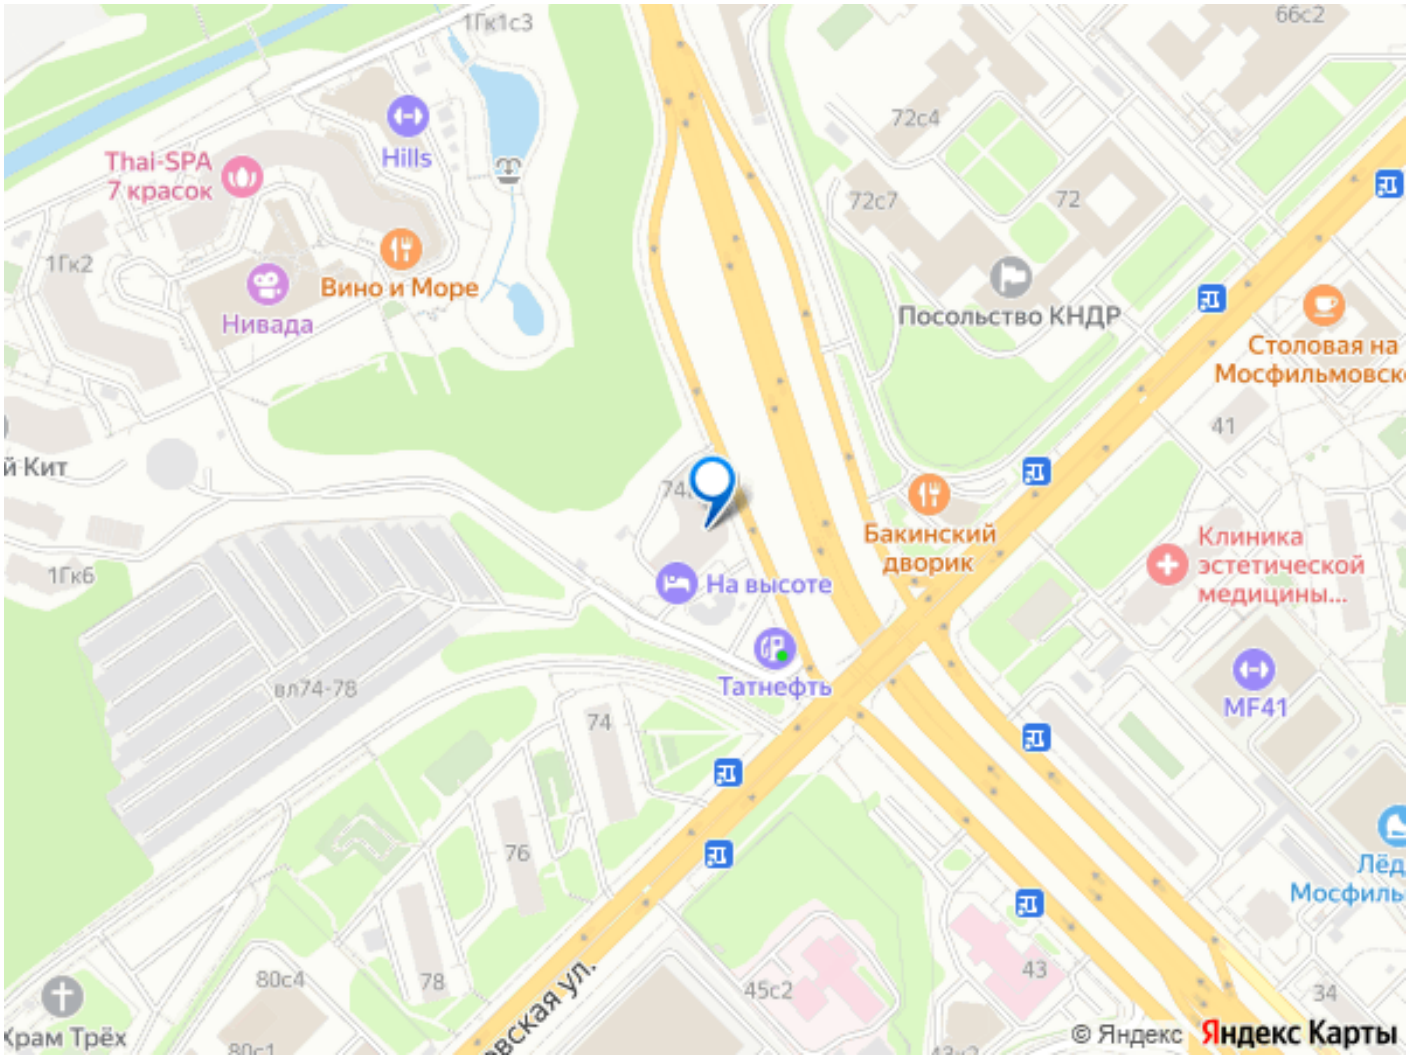 1Гк1с3
66с2
Hills
Thai-SPA
7 красок
72с4
72с7
72
1Гк2
Вино и Море
Нивада
Посольство КНДР
Столовая на
Мосфильмовск
41
й Кит
74
Бакинский
дворик
Клиника
эстетической
медицины...
1Гк6
На высоте
Татнефть
вл74-78
74
MF41
76
Лёд
Мосфиль
78
80с4
45с2
43
34
Храм Трёх
вская ул.
80с1
43к2
© Яндекс Яндекс Карты